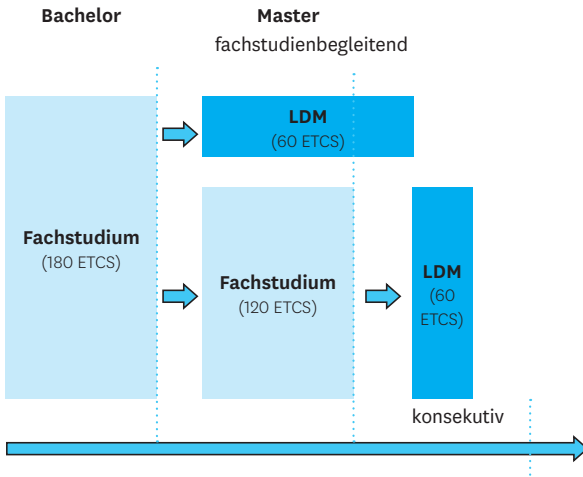 Bachelor
Master
fachstudienbegleitend
LDM
(60 ETCS)
Fachstudium
(180 ETCS)
Fachstudium
(120 ETCS)
LDM
(60
ETCS)
konsekutiv